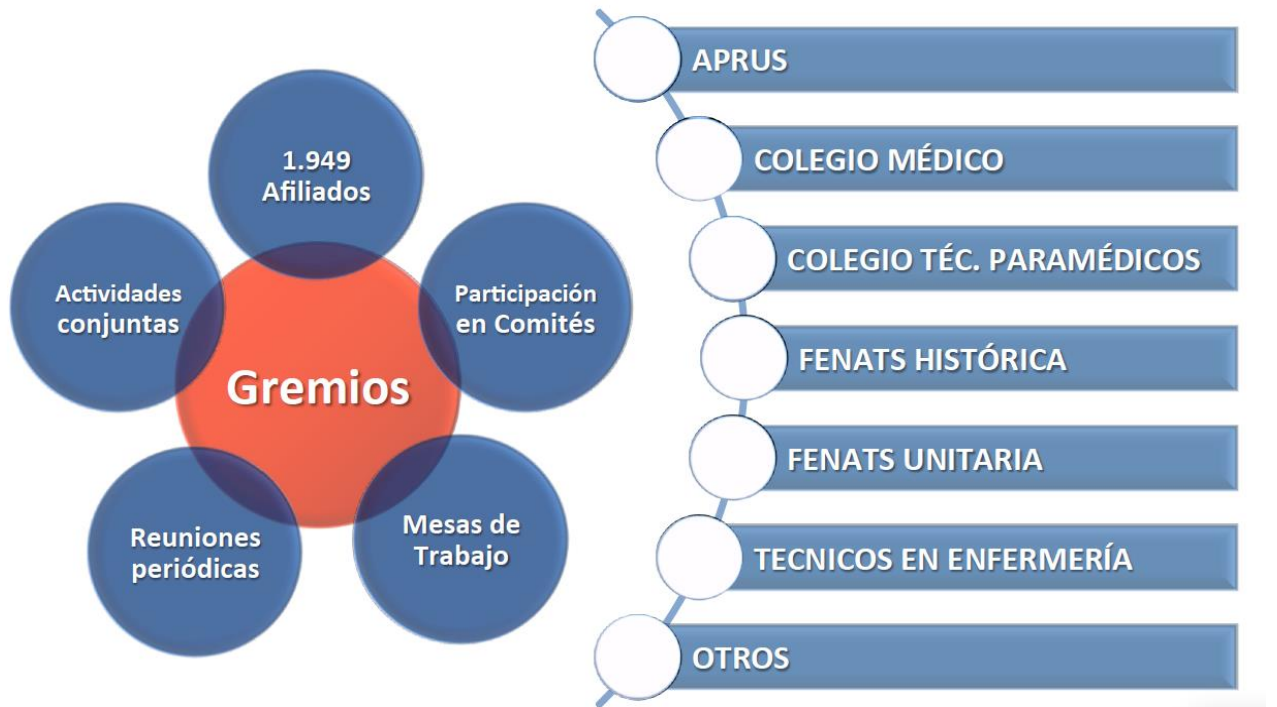 1.949
Afiliados
Actividades
conjuntas
Participación
en Comités
Gremios
Reuniones
periódicas
Mesas de
Trabajo
APRUS
COLEGIO MÉDICO
COLEGIO TÉC. PARAMÉDICOS
FENATS HISTÓRICA
FENATS UNITARIA
TECNICOS EN ENFERMERÍA
OTROS